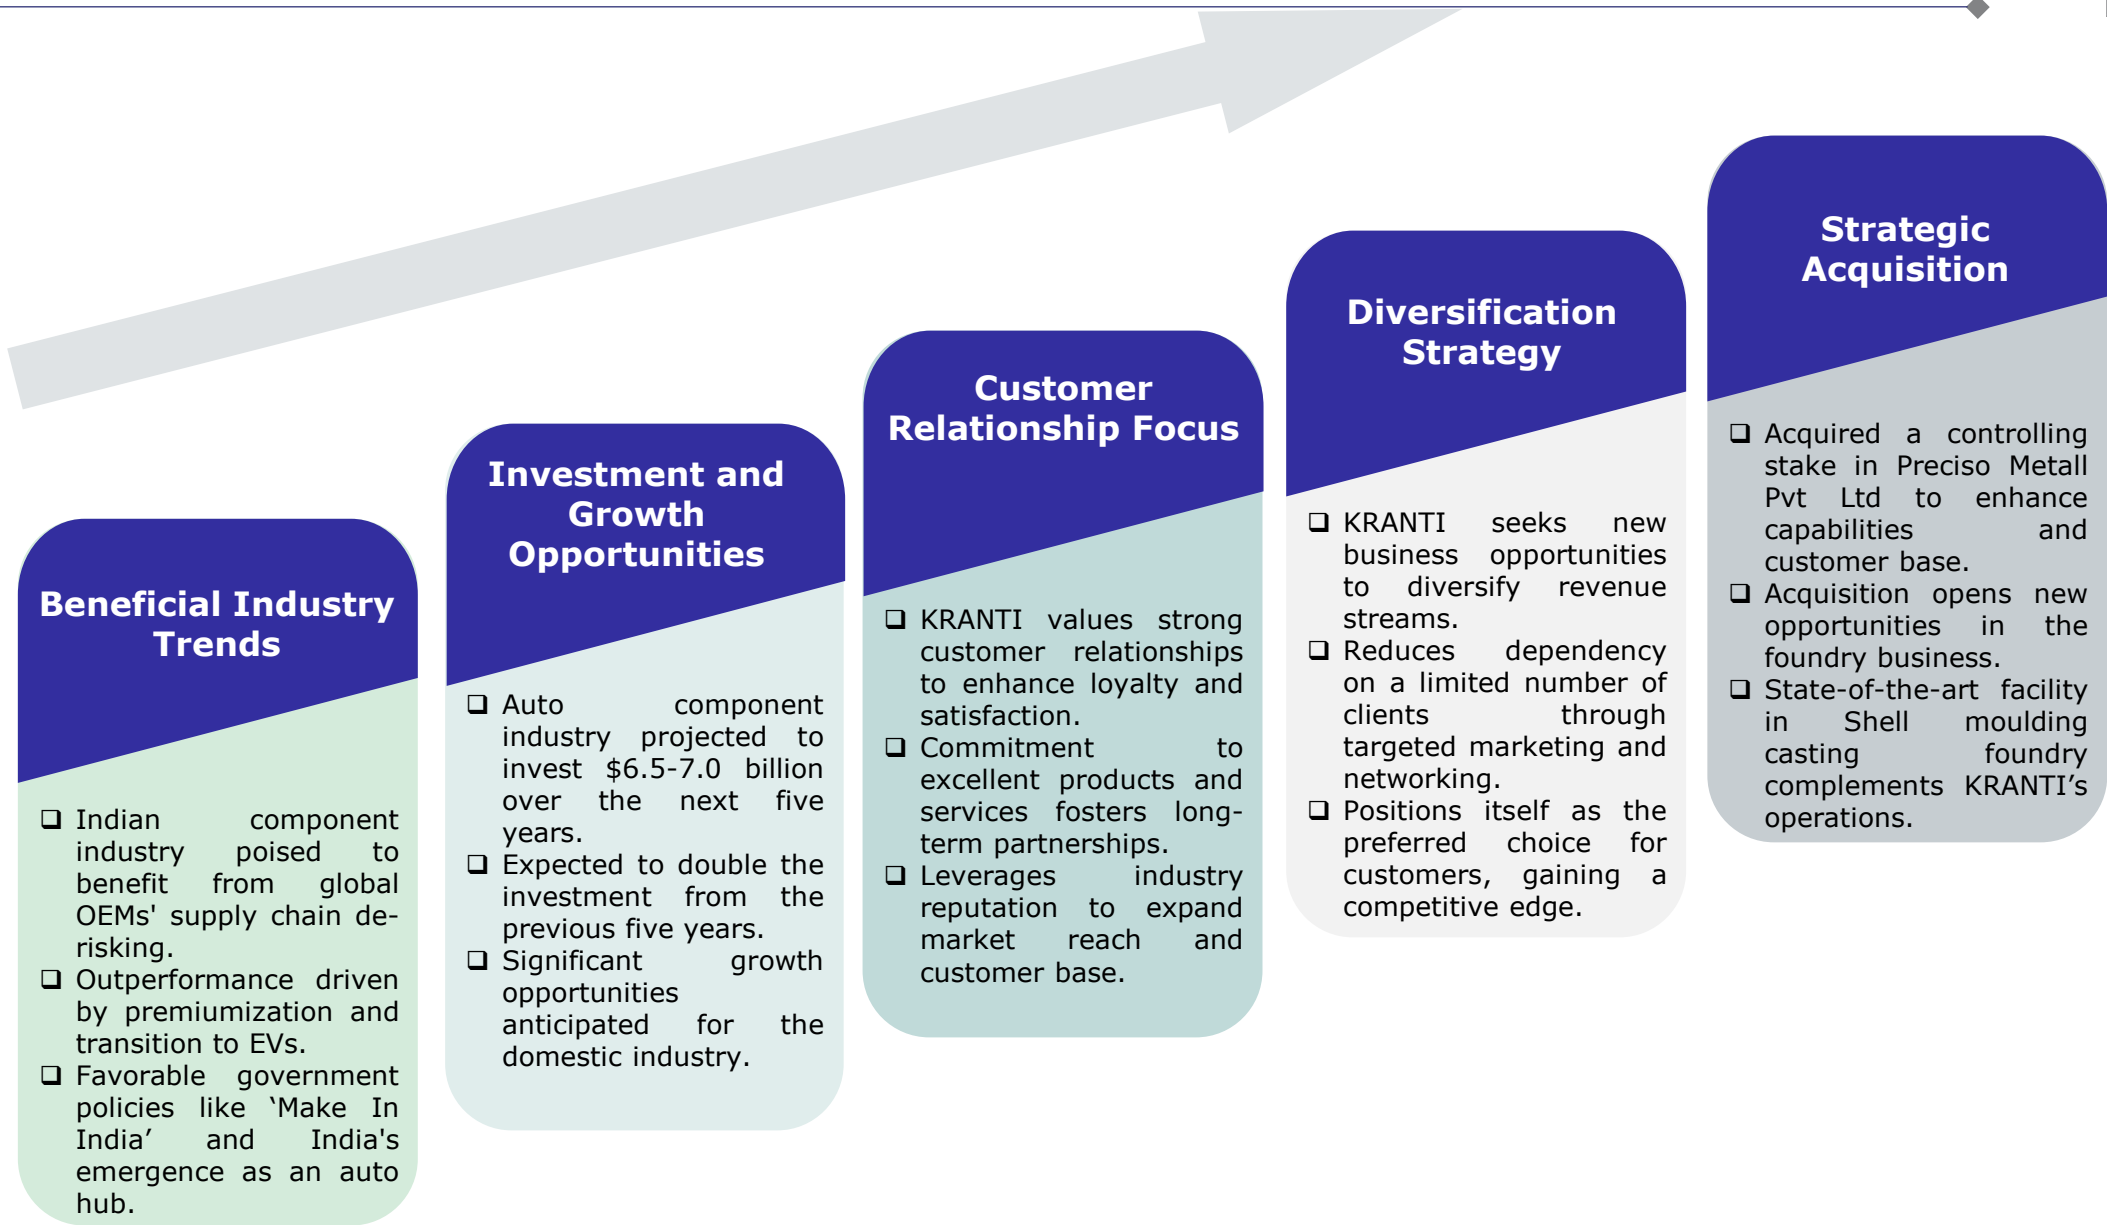 Beneficial Industry
Trends
❑ Indian component
industry poised to
benefit from global
OEMs' supply chain de-
risking.
❑ Outperformance driven
by premiumization and
transition to EVs.
❑ Favorable government
policies like ‘Make In
India’ and India's
emergence as an auto
hub.
Investment and
Growth
Opportunities
❑ Auto component
industry projected to
invest $6.5-7.0 billion
over the next five
years.
❑ Expected to double the
investment from the
previous five years.
❑ Significant growth
opportunities
anticipated for the
domestic industry.
Customer
Relationship Focus
❑ KRANTI values strong
customer relationships
to enhance loyalty and
satisfaction.
❑ Commitment to
excellent products and
services fosters long-
term partnerships.
❑ Leverages industry
reputation to expand
market reach and
customer base.
Diversification
Strategy
❑ KRANTI seeks new
business opportunities
to diversify revenue
streams.
❑ Reduces dependency
on a limited number of
clients through
targeted marketing and
networking.
❑ Positions itself as the
preferred choice for
customers, gaining a
competitive edge.
Strategic
Acquisition
❑ Acquired a controlling
stake in Preciso Metall
Pvt Ltd to enhance
capabilities and
customer base.
❑ Acquisition opens new
opportunities in the
foundry business.
❑ State-of-the-art facility
in Shell moulding
casting foundry
complements KRANTI’s
operations.